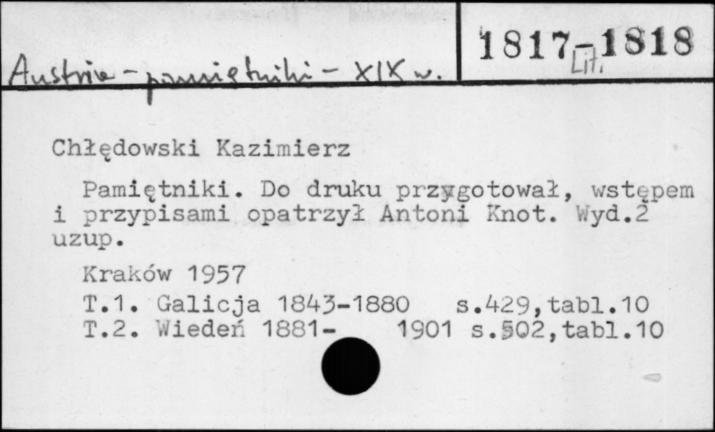 1817-1818
Lit.
Austria - pamiętniki - XIX w.
Chłędowski Kazimierz
Pamiętniki. Do druku przygotował, wstępem
i przypisami opatrzył Antoni Knot. Wyd.2
uzup.
Kraków 1957
T.1. Galicja 1843-1880 s.429,tabl.10
T.2. Wiedeń 1881- 1901 s.502,tabl.10